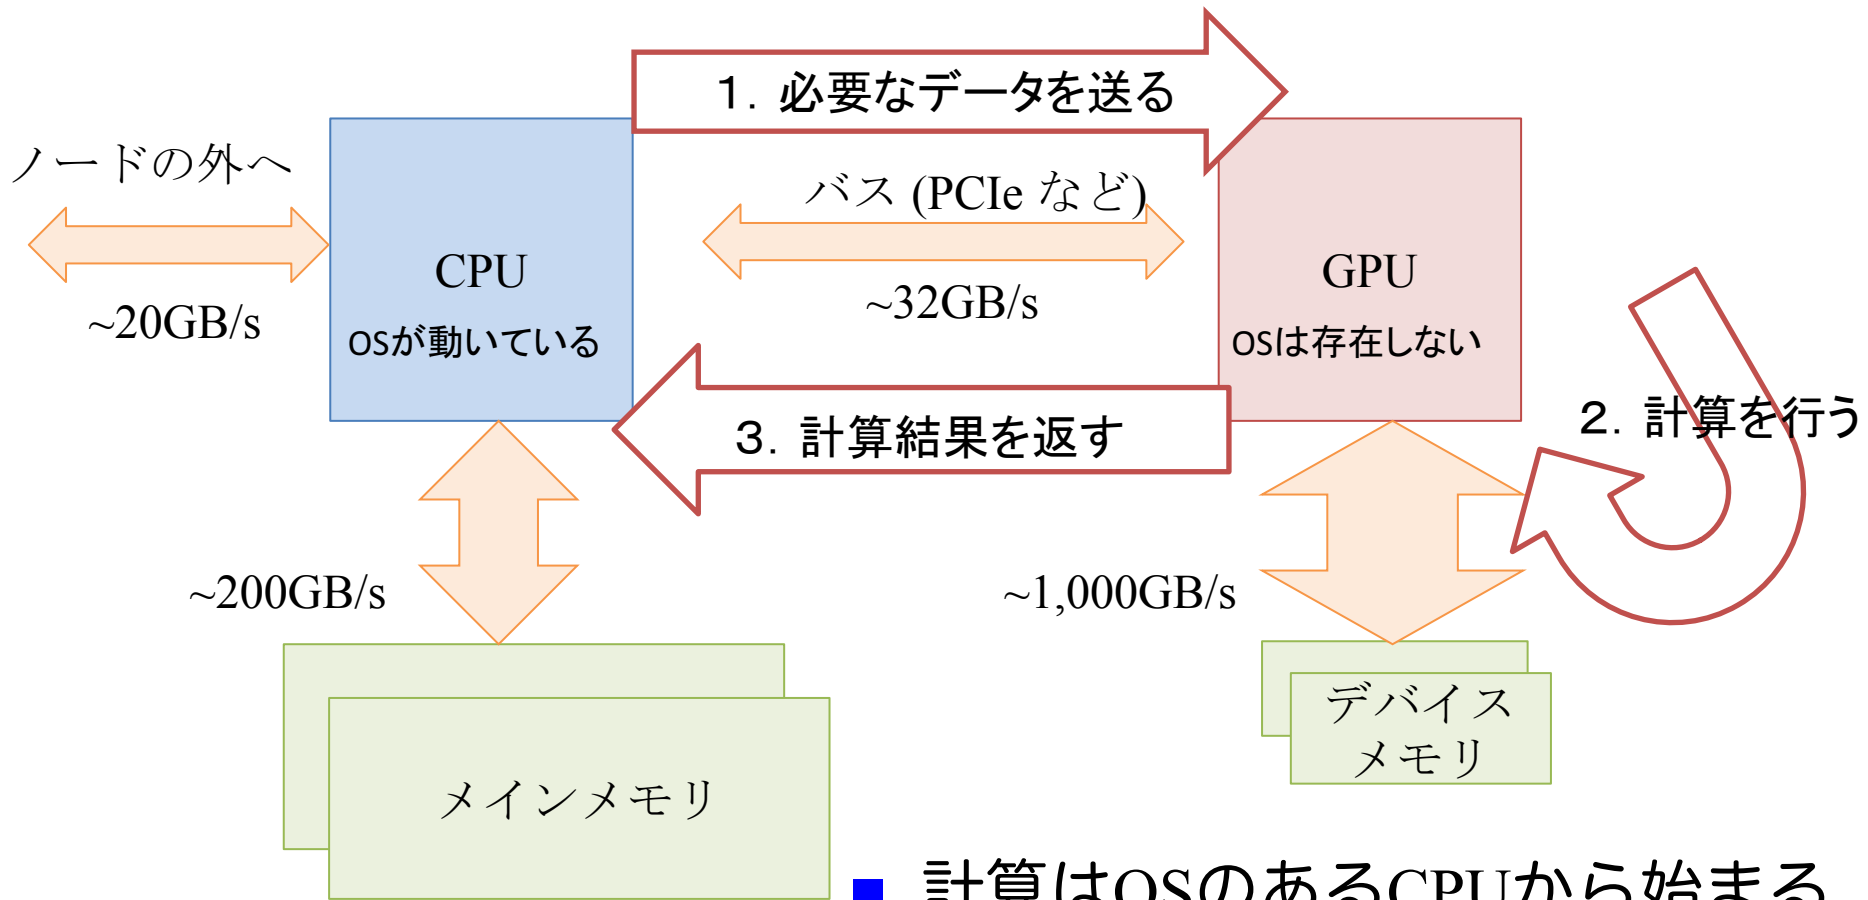 1. 必要なデータを送る
ノードの外へ
バス (PCIe など)
CPU
GPU
~20GB/s
OSが動いている
~32GB/s
OSは存在しない
2. 計算を行う
3. 計算結果を返す
~200GB/s
~1,000GB/s
デバイス
メモリ
メインメモリ
計算はOSのあるCPUから始まる